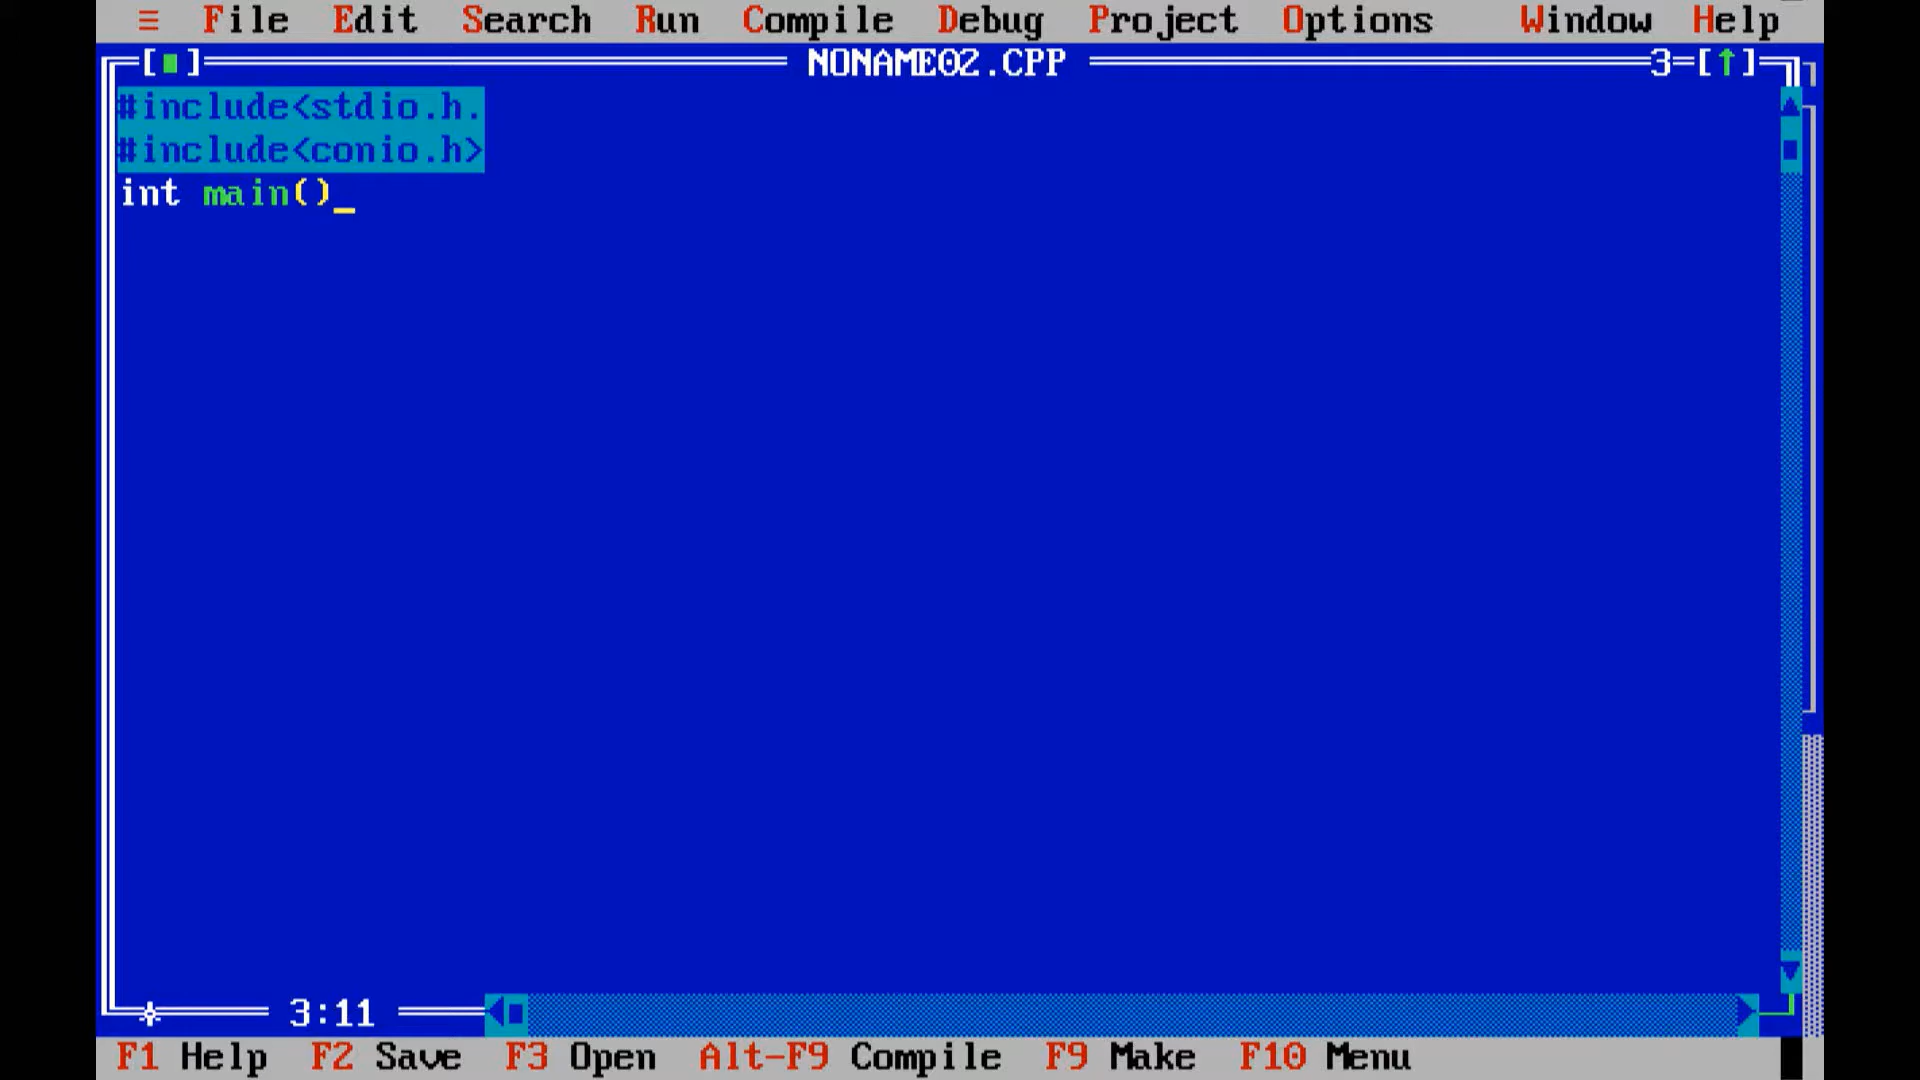 ≡ File Edit Search Run Compile Debug Project Options Window Help
[■] NONAME02.CPP 3=[↑]
#include<stdio.h.
#include<conio.h>
int main()_
3:11
F1 Help F2 Save F3 Open Alt-F9 Compile F9 Make F10 Menu